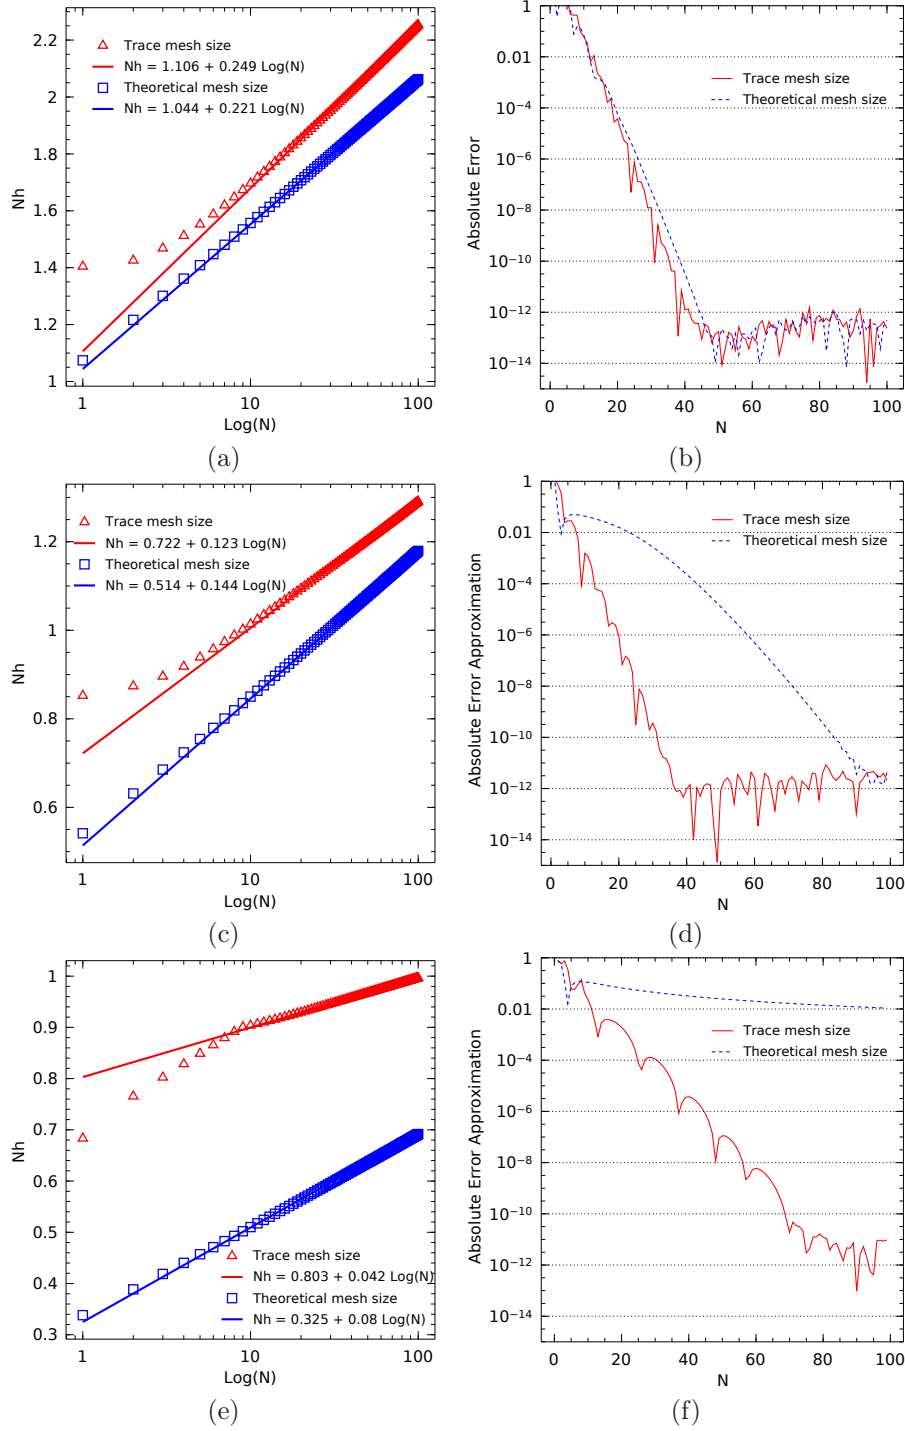 2.2
2
1.8
1.6
1.4
1.2
1
Nh
Trace mesh size
Nh = 1.106 + 0.249 Log(N)
Theoretical mesh size
Nh = 1.044 + 0.221 Log(N)
1 10 100
Log(N)
(a)
1
0.01
10−4
10−6
10−8
10−10
10−12
10−14
Absolute Error
Trace mesh size
Theoretical mesh size
0 20 40 60 80 100
N
(b)
1.2
1
0.8
0.6
Nh
Trace mesh size
Nh = 0.722 + 0.123 Log(N)
Theoretical mesh size
Nh = 0.514 + 0.144 Log(N)
1 10 100
Log(N)
(c)
1
0.01
10−4
10−6
10−8
10−10
10−12
10−14
Absolute Error Approximation
Trace mesh size
Theoretical mesh size
0 20 40 60 80 100
N
(d)
1
0.9
0.8
0.7
0.6
0.5
0.4
0.3
Nh
Trace mesh size
Nh = 0.803 + 0.042 Log(N)
Theoretical mesh size
Nh = 0.325 + 0.08 Log(N)
1 10 100
Log(N)
(e)
1
0.01
10−4
10−6
10−8
10−10
10−12
10−14
Absolute Error Approximation
Trace mesh size
Theoretical mesh size
0 20 40 60 80 100
N
(f)